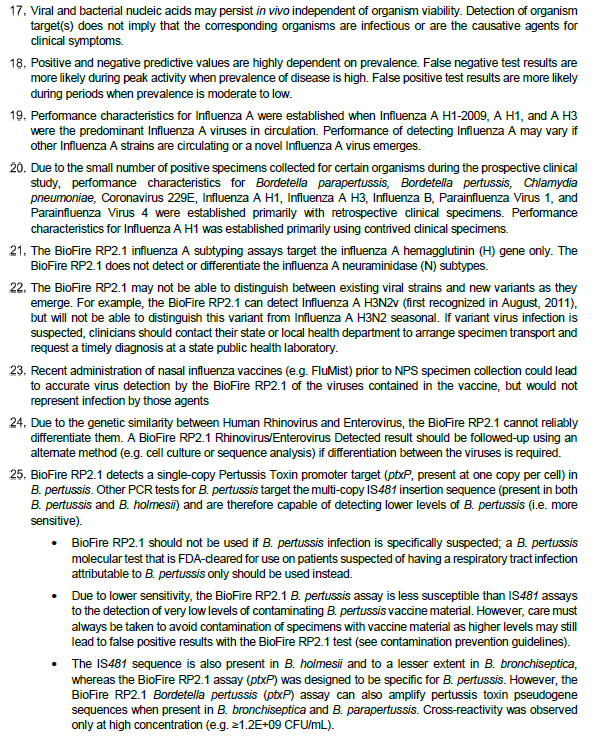 17. Viral and bacterial nucleic acids may persist in vivo independent of organism viability. Detection of organism
target(s) does not imply that the corresponding organisms are infectious or are the causative agents for
clinical symptoms.
18. Positive and negative predictive values are highly dependent on prevalence. False negative test results are
more likely during peak activity when prevalence of disease is high. False positive test results are more likely
during periods when prevalence is moderate to low.
19. Performance characteristics for Influenza A were established when Influenza A H1-2009, A H1, and A H3
were the predominant Influenza A viruses in circulation. Performance of detecting Influenza A may vary if
other Influenza A strains are circulating or a novel Influenza A virus emerges.
20. Due to the small number of positive specimens collected for certain organisms during the prospective clinical
study, performance characteristics for Bordetella parapertussis, Bordetella pertussis, Chlamydia
pneumoniae, Coronavirus 229E, Influenza A H1, Influenza A H3, Influenza B, Parainfluenza Virus 1, and
Parainfluenza Virus 4 were established primarily with retrospective clinical specimens. Performance
characteristics for Influenza A H1 was established primarily using contrived clinical specimens.
21. The BioFire RP2.1 influenza A subtyping assays target the influenza A hemagglutinin (H) gene only. The
BioFire RP2.1 does not detect or differentiate the influenza A neuraminidase (N) subtypes.
22. The BioFire RP2.1 may not be able to distinguish between existing viral strains and new variants as they
emerge. For example, the BioFire RP2.1 can detect Influenza A H3N2v (first recognized in August, 2011),
but will not be able to distinguish this variant from Influenza A H3N2 seasonal. If variant virus infection is
suspected, clinicians should contact their state or local health department to arrange specimen transport and
request a timely diagnosis at a state public health laboratory.
23. Recent administration of nasal influenza vaccines (e.g. FluMist) prior to NPS specimen collection could lead
to accurate virus detection by the BioFire RP2.1 of the viruses contained in the vaccine, but would not
represent infection by those agents
24. Due to the genetic similarity between Human Rhinovirus and Enterovirus, the BioFire RP2.1 cannot reliably
differentiate them. A BioFire RP2.1 Rhinovirus/Enterovirus Detected result should be followed-up using an
alternate method (e.g. cell culture or sequence analysis) if differentiation between the viruses is required.
25. BioFire RP2.1 detects a single-copy Pertussis Toxin promoter target (ptxP, present at one copy per cell) in
B. pertussis. Other PCR tests for B. pertussis target the multi-copy IS481 insertion sequence (present in both
B. pertussis and B. holmesii) and are therefore capable of detecting lower levels of B. pertussis (i.e. more
sensitive).
• BioFire RP2.1 should not be used if B. pertussis infection is specifically suspected; a B. pertussis
molecular test that is FDA-cleared for use on patients suspected of having a respiratory tract infection
attributable to B. pertussis only should be used instead.
• Due to lower sensitivity, the BioFire RP2.1 B. pertussis assay is less susceptible than IS481 assays
to the detection of very low levels of contaminating B. pertussis vaccine material. However, care must
always be taken to avoid contamination of specimens with vaccine material as higher levels may still
lead to false positive results with the BioFire RP2.1 test (see contamination prevention guidelines).
• The IS481 sequence is also present in B. holmesii and to a lesser extent in B. bronchiseptica,
whereas the BioFire RP2.1 assay (ptxP) was designed to be specific for B. pertussis. However, the
BioFire RP2.1 Bordetella pertussis (ptxP) assay can also amplify pertussis toxin pseudogene
sequences when present in B. bronchiseptica and B. parapertussis. Cross-reactivity was observed
only at high concentration (e.g. ≥1.2E+09 CFU/mL).